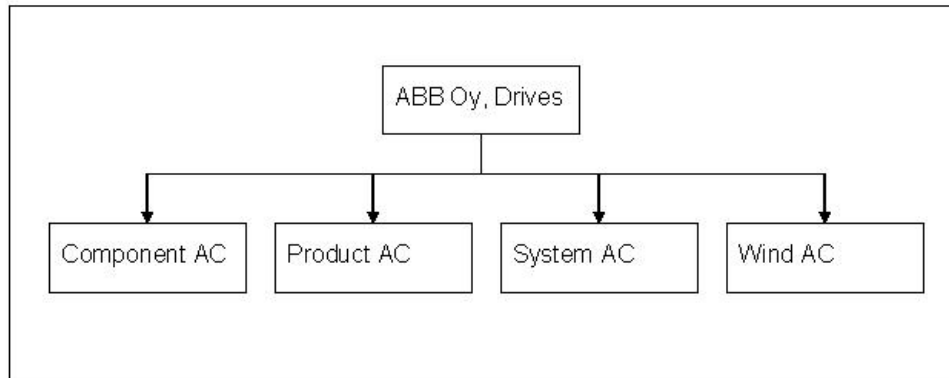 ABB Oy, Drives
Component AC
Product AC
System AC
Wind AC